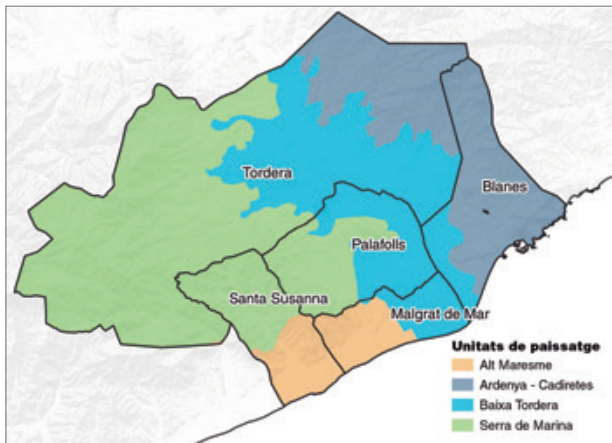 Tordera
Blanes
Palafolls
Santa Susanna
Malgrat de Mar
Unitats de paissatge
Alt Maresme
Ardenya - Cadiretes
Baixa Tordera
Serra de Marina